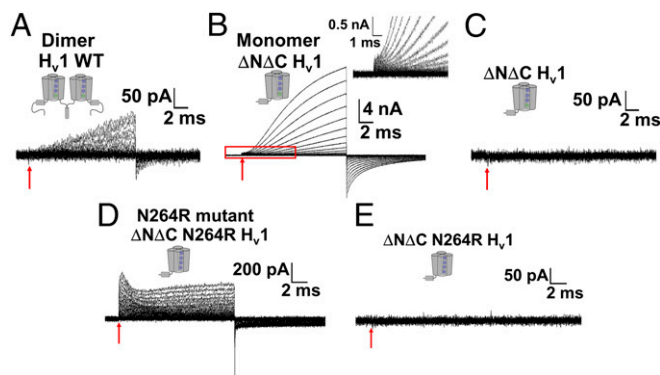 A
Dimer
Hv1 WT
50 pA
2 ms
B
Monomer
ΔNΔC Hv1
0.5 nA
1 ms
4 nA
2 ms
C
ΔNΔC Hv1
50 pA
2 ms
D
N264R mutant
ΔNΔC N264R Hv1
200 pA
2 ms
E
ΔNΔC N264R Hv1
50 pA
2 ms